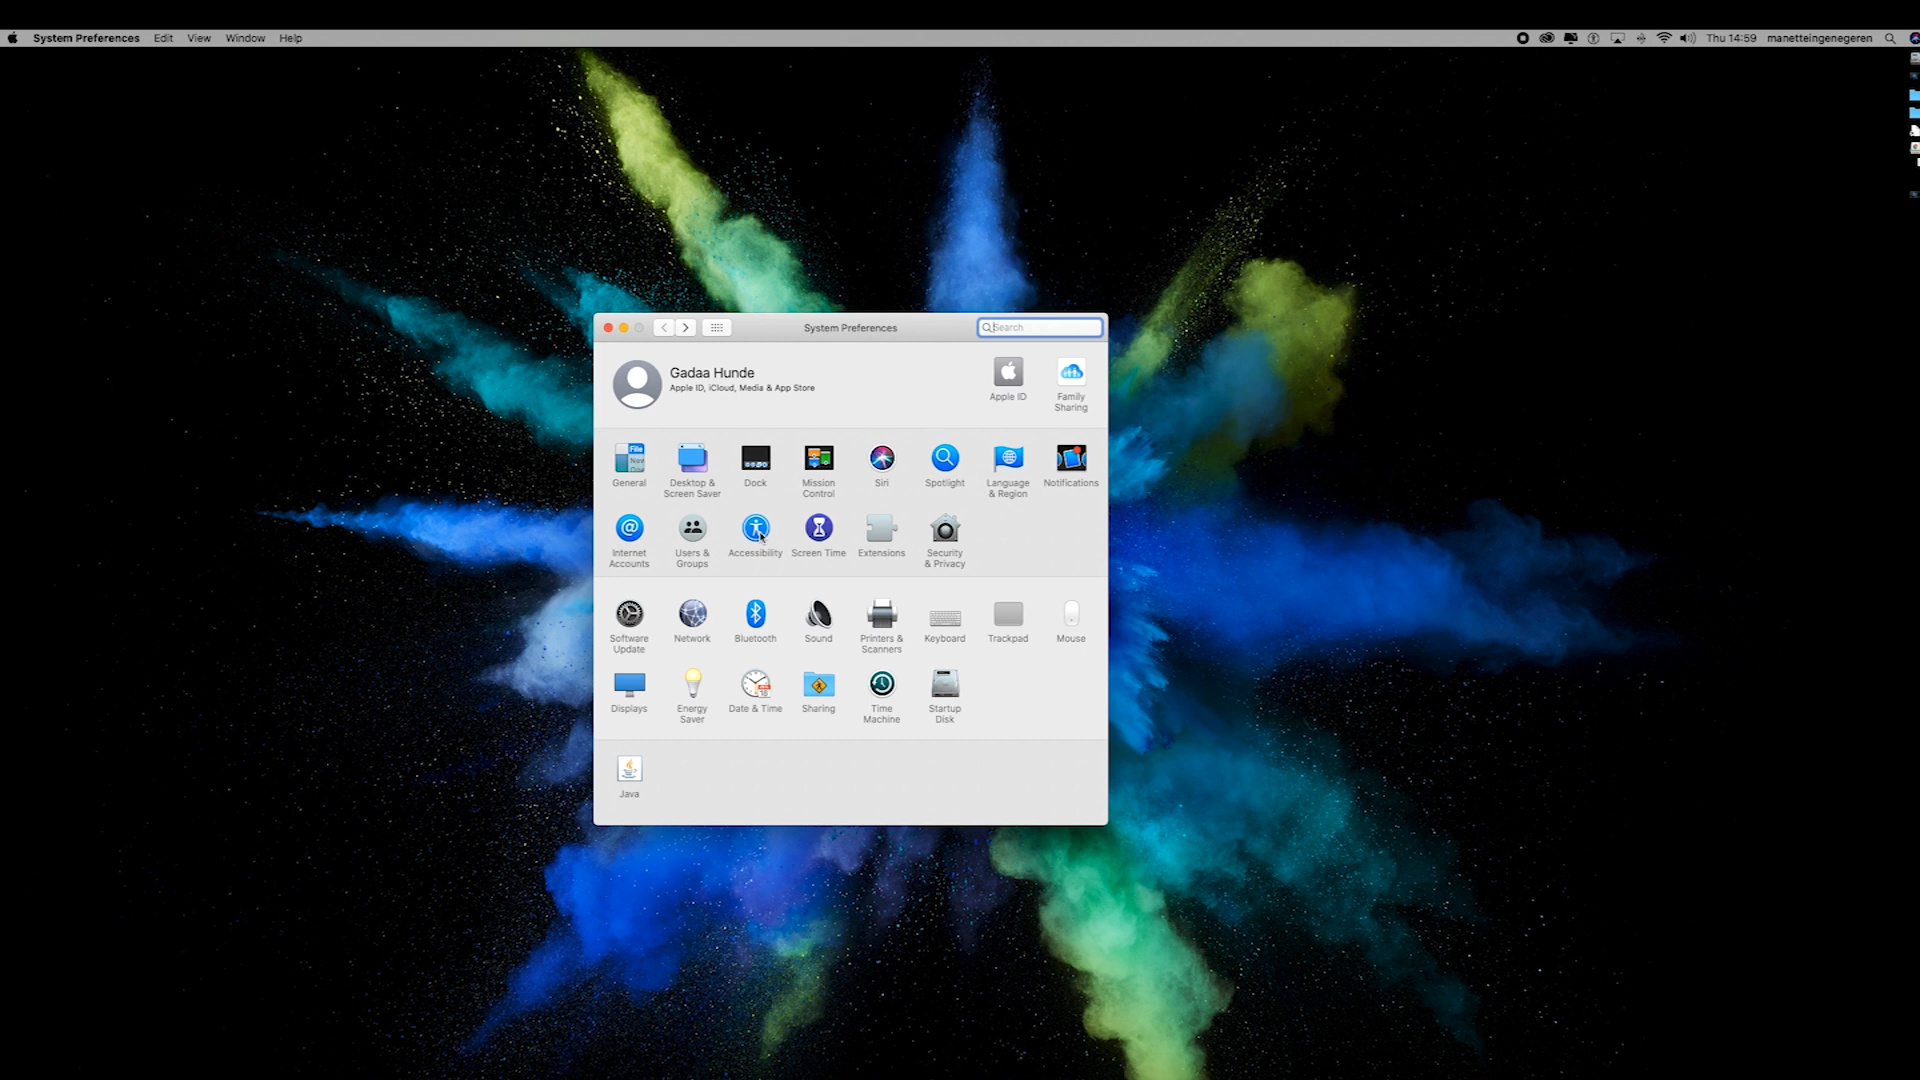 System Preferences Edit View Window Help
Thu 14:59 manetteingenegeren
System Preferences
Search
Gadaa Hunde
Apple ID, iCloud, Media & App Store
Apple ID
Family
Sharing
General
Desktop &
Screen Saver
Dock
Mission
Control
Siri
Spotlight
Language
& Region
Notifications
Internet
Accounts
Users &
Groups
Accessibility
Screen Time
Extensions
Security
& Privacy
Software
Update
Network
Bluetooth
Sound
Printers &
Scanners
Keyboard
Trackpad
Mouse
Displays
Energy
Saver
Date & Time
Sharing
Time
Machine
Startup
Disk
Java